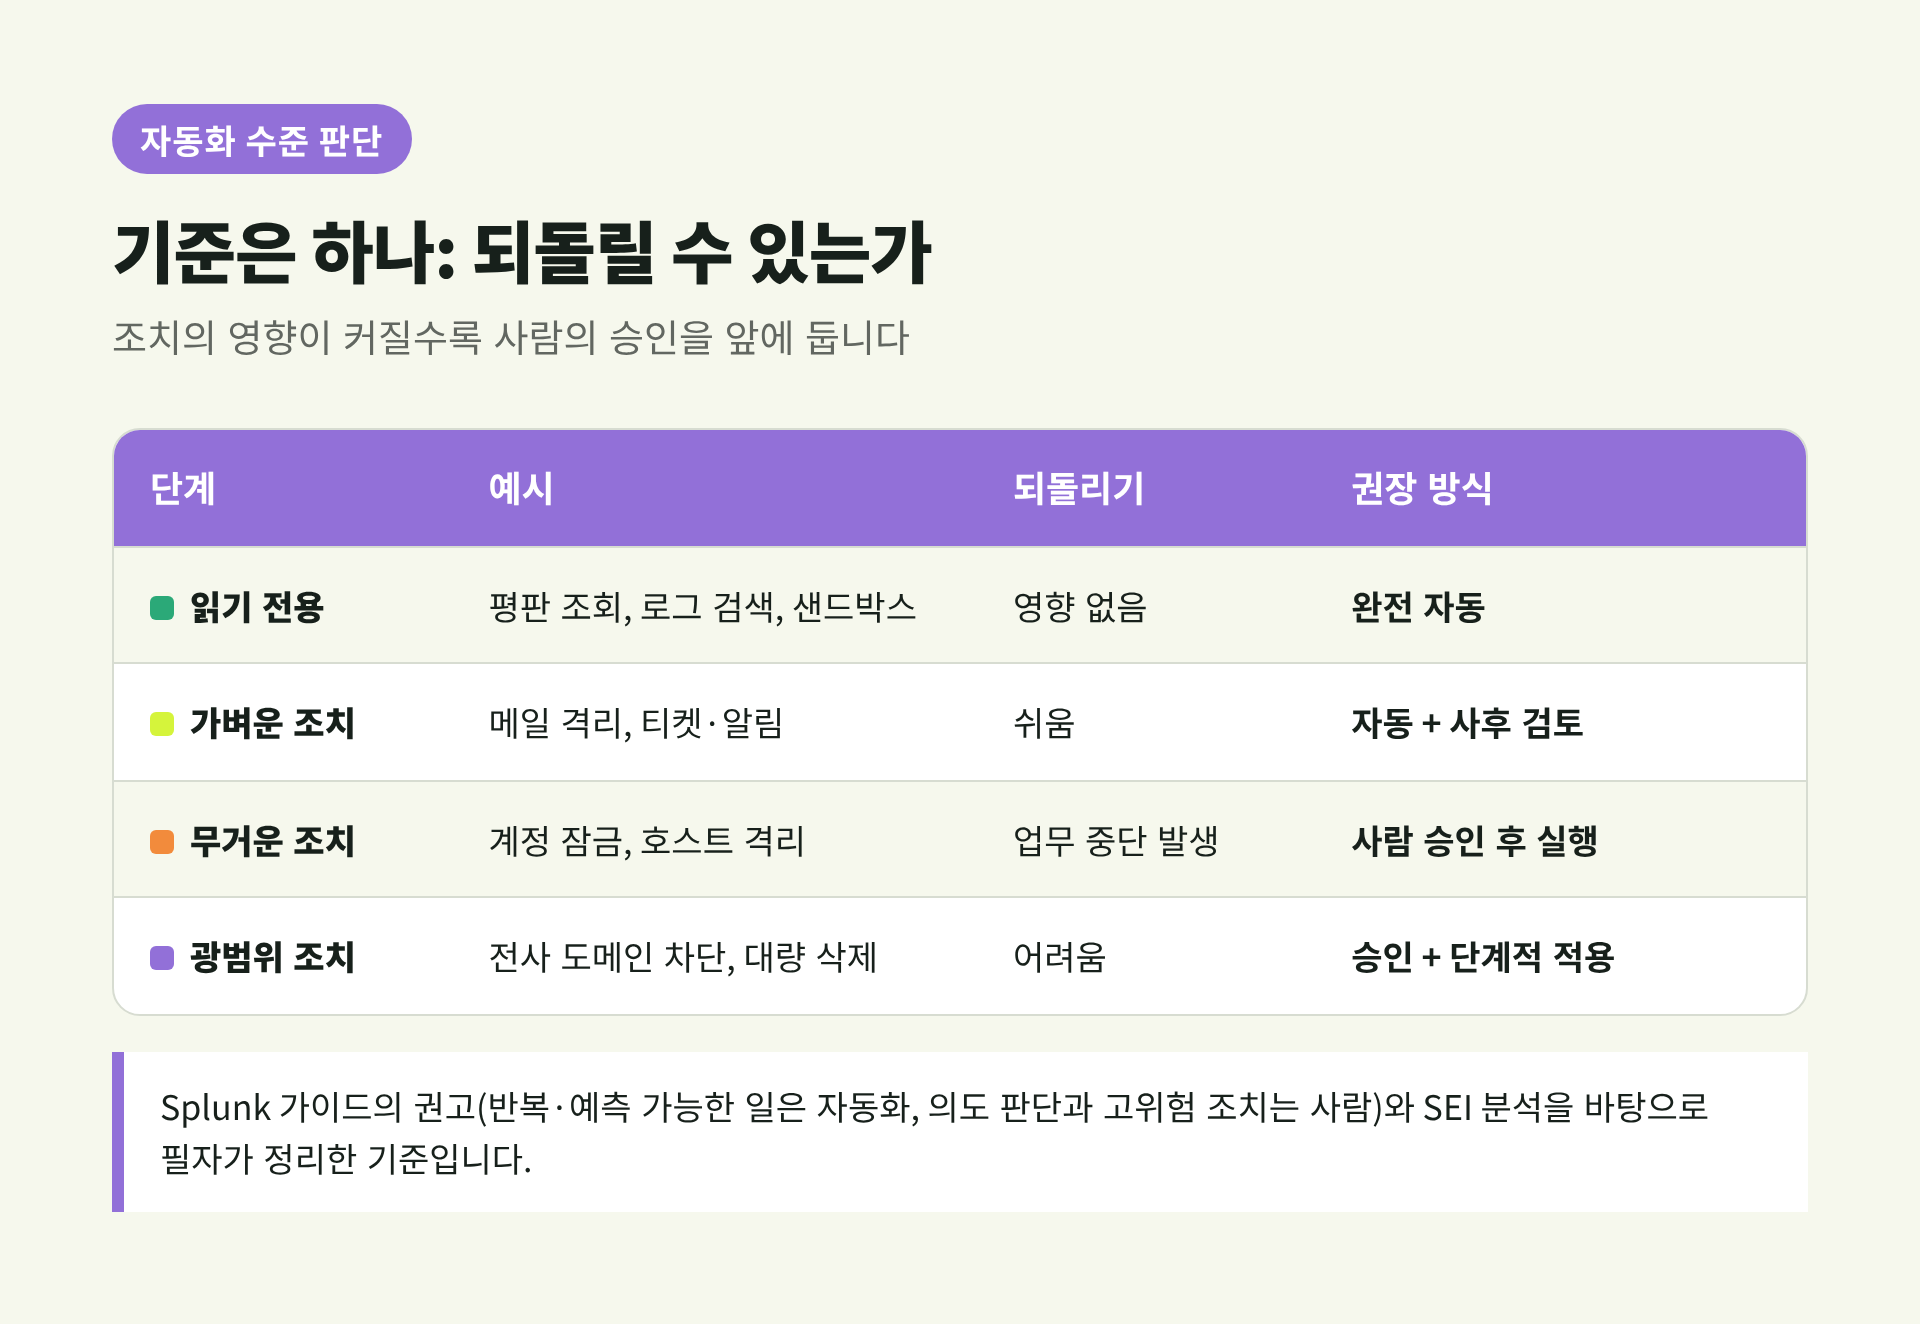 자동화 수준 판단
기준은 하나: 되돌릴 수 있는가
조치의 영향이 커질수록 사람의 승인을 앞에 둡니다
단계 예시 되돌리기 권장 방식
읽기 전용 평판 조회, 로그 검색, 샌드박스 영향 없음 완전 자동
가벼운 조치 메일 격리, 티켓·알림 쉬움 자동 + 사후 검토
무거운 조치 계정 잠금, 호스트 격리 업무 중단 발생 사람 승인 후 실행
광범위 조치 전사 도메인 차단, 대량 삭제 어려움 승인 + 단계적 적용
Splunk 가이드의 권고(반복·예측 가능한 일은 자동화, 의도 판단과 고위험 조치는 사람)와 SEI 분석을 바탕으로
필자가 정리한 기준입니다.